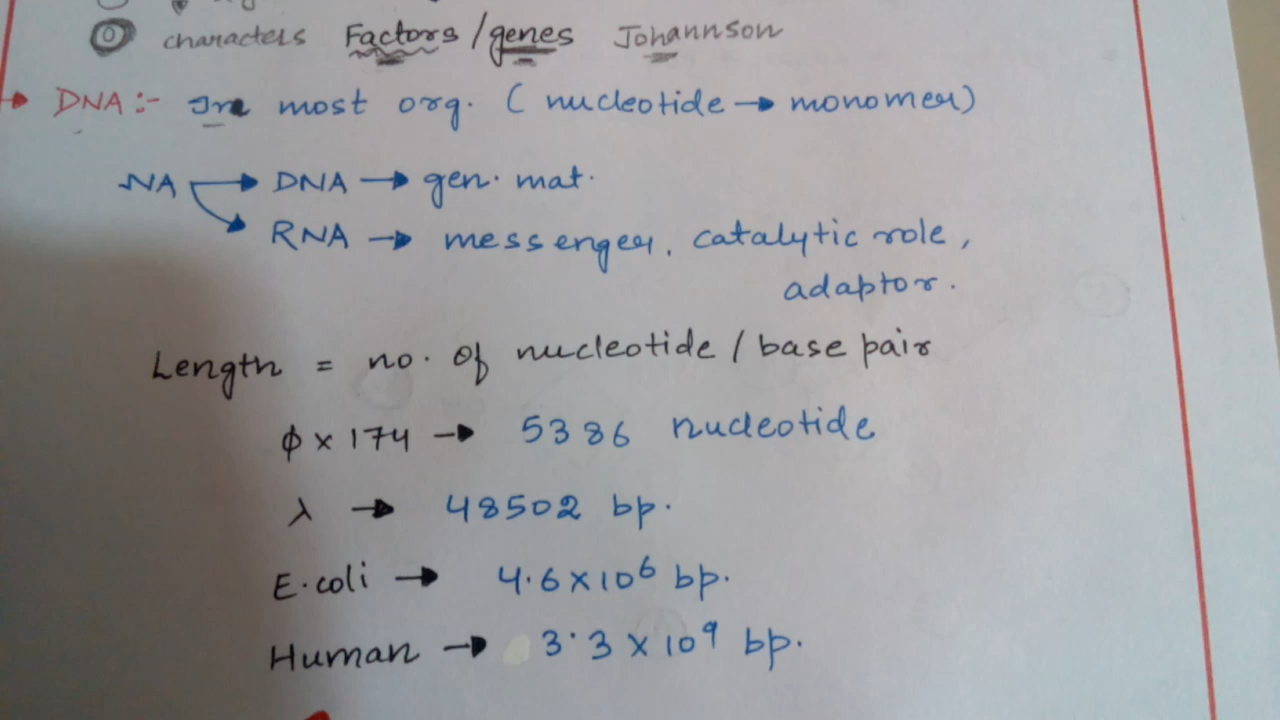 characters Factors/genes Johannson
DNA:- In most org. (nucleotide → monomer)
NA → DNA → gen. mat.
→ RNA → messenger, catalytic role,
adaptor.
Length = no. of nucleotide / base pair
φ x 174 → 5386 nucleotide
λ → 48502 bp.
E.coli → 4.6 x 10⁶ bp.
Human → 3.3 x 10⁹ bp.